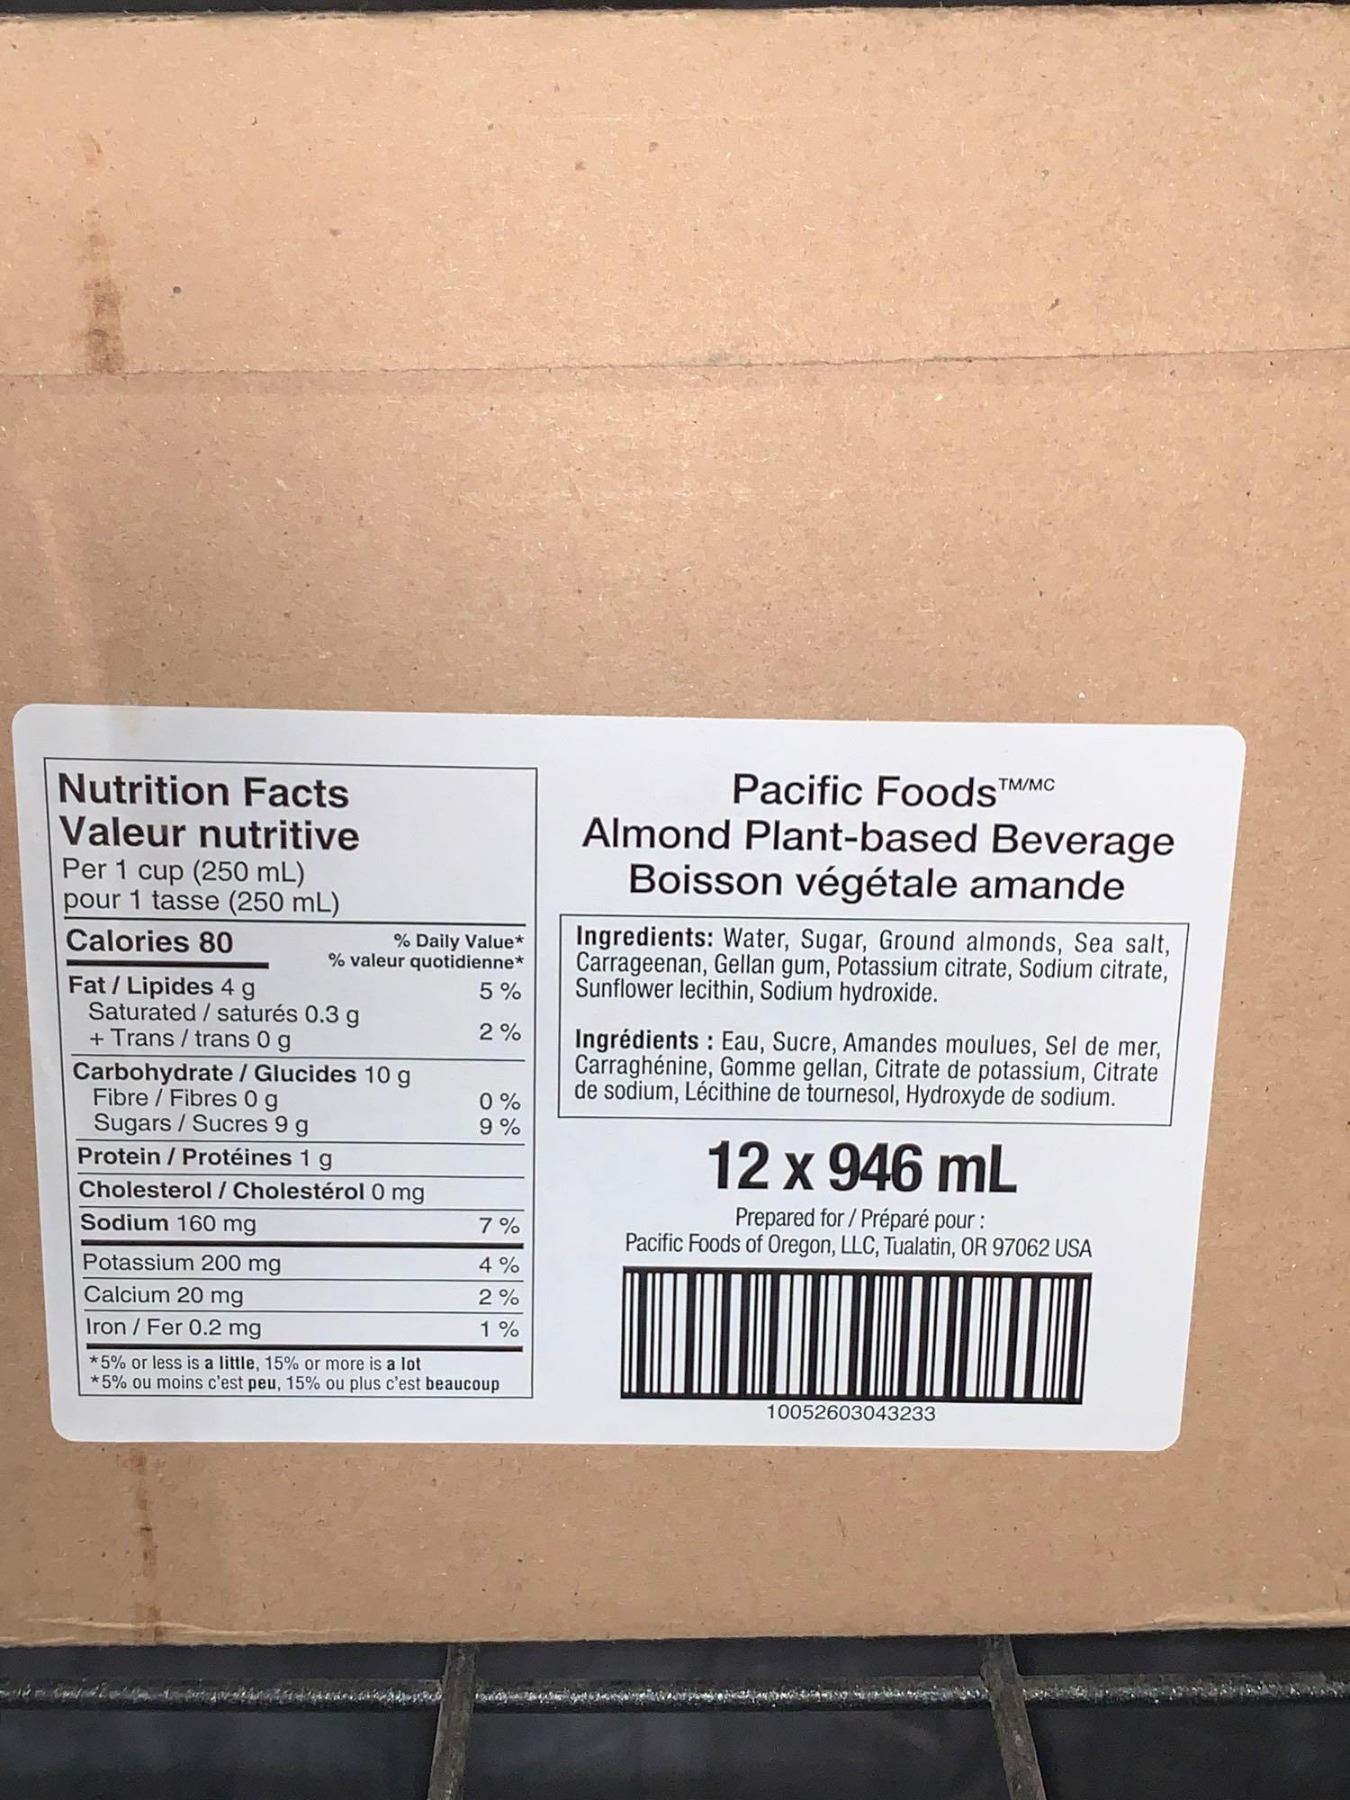 Nutrition Facts
Valeur nutritive
Per 1 cup (250 mL)
pour 1 tasse (250 mL)
Calories 80
% Daily Value*
% valeur quotidienne*
Fat / Lipides 4 g 5 %
Saturated / saturés 0.3 g
+ Trans / trans 0 g 2 %
Carbohydrate / Glucides 10 g
Fibre / Fibres 0 g 0 %
Sugars / Sucres 9 g 9 %
Protein / Protéines 1 g
Cholesterol / Cholestérol 0 mg
Sodium 160 mg 7 %
Potassium 200 mg 4 %
Calcium 20 mg 2 %
Iron / Fer 0.2 mg 1 %
*5% or less is a little, 15% or more is a lot
*5% ou moins c'est peu, 15% ou plus c'est beaucoup
Pacific Foods™/MC
Almond Plant-based Beverage
Boisson végétale amande
Ingredients: Water, Sugar, Ground almonds, Sea salt,
Carrageenan, Gellan gum, Potassium citrate, Sodium citrate,
Sunflower lecithin, Sodium hydroxide.
Ingrédients : Eau, Sucre, Amandes moulues, Sel de mer,
Carraghénine, Gomme gellan, Citrate de potassium, Citrate
de sodium, Lécithine de tournesol, Hydroxyde de sodium.
12 x 946 mL
Prepared for / Préparé pour :
Pacific Foods of Oregon, LLC, Tualatin, OR 97062 USA
10052603043233